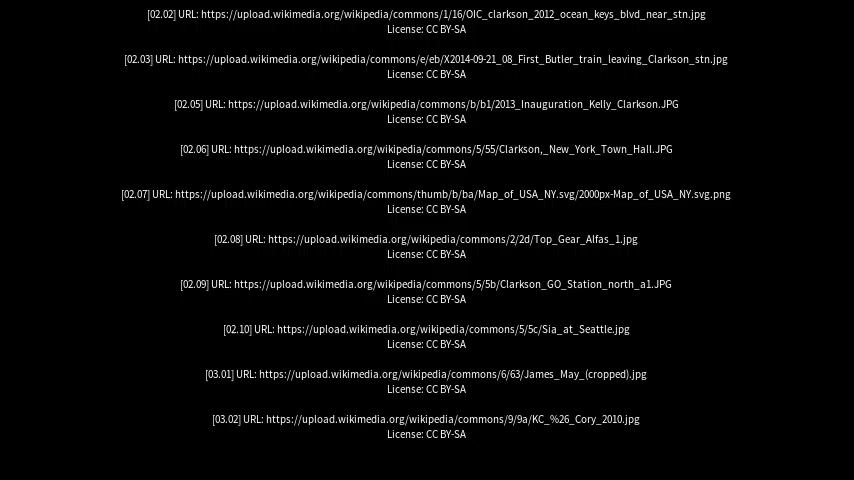 [02.02] URL: https://upload.wikimedia.org/wikipedia/commons/1/16/OIC_clarkson_2012_ocean_keys_blvd_near_stn.jpg
License: CC BY-SA
[02.03] URL: https://upload.wikimedia.org/wikipedia/commons/e/eb/X2014-09-21_08_First_Butler_train_leaving_Clarkson_stn.jpg
License: CC BY-SA
[02.05] URL: https://upload.wikimedia.org/wikipedia/commons/b/b1/2013_Inauguration_Kelly_Clarkson.JPG
License: CC BY-SA
[02.06] URL: https://upload.wikimedia.org/wikipedia/commons/5/55/Clarkson,_New_York_Town_Hall.JPG
License: CC BY-SA
[02.07] URL: https://upload.wikimedia.org/wikipedia/commons/thumb/b/ba/Map_of_USA_NY.svg/2000px-Map_of_USA_NY.svg.png
License: CC BY-SA
[02.08] URL: https://upload.wikimedia.org/wikipedia/commons/2/2d/Top_Gear_Alfas_1.jpg
License: CC BY-SA
[02.09] URL: https://upload.wikimedia.org/wikipedia/commons/5/5b/Clarkson_GO_Station_north_a1.JPG
License: CC BY-SA
[02.10] URL: https://upload.wikimedia.org/wikipedia/commons/5/5c/Sia_at_Seattle.jpg
License: CC BY-SA
[03.01] URL: https://upload.wikimedia.org/wikipedia/commons/6/63/James_May_(cropped).jpg
License: CC BY-SA
[03.02] URL: https://upload.wikimedia.org/wikipedia/commons/9/9a/KC_%26_Cory_2010.jpg
License: CC BY-SA